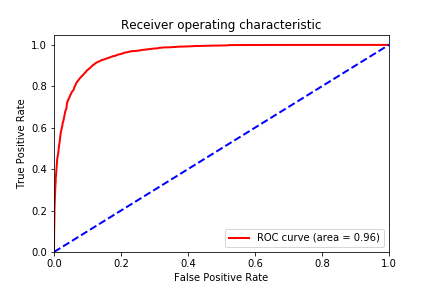 Receiver operating characteristic
True Positive Rate
1.0
0.8
0.6
0.4
0.2
0.0
ROC curve (area = 0.96)
0.0 0.2 0.4 0.6 0.8 1.0
False Positive Rate